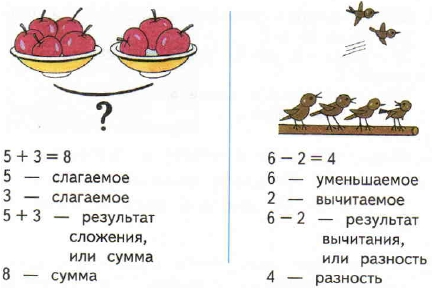 ?
5 + 3 = 8
5 — слагаемое
3 — слагаемое
5 + 3 — результат
сложения,
или сумма
8 — сумма
6 − 2 = 4
6 — уменьшаемое
2 — вычитаемое
6 − 2 — результат
вычитания,
или разность
4 — разность